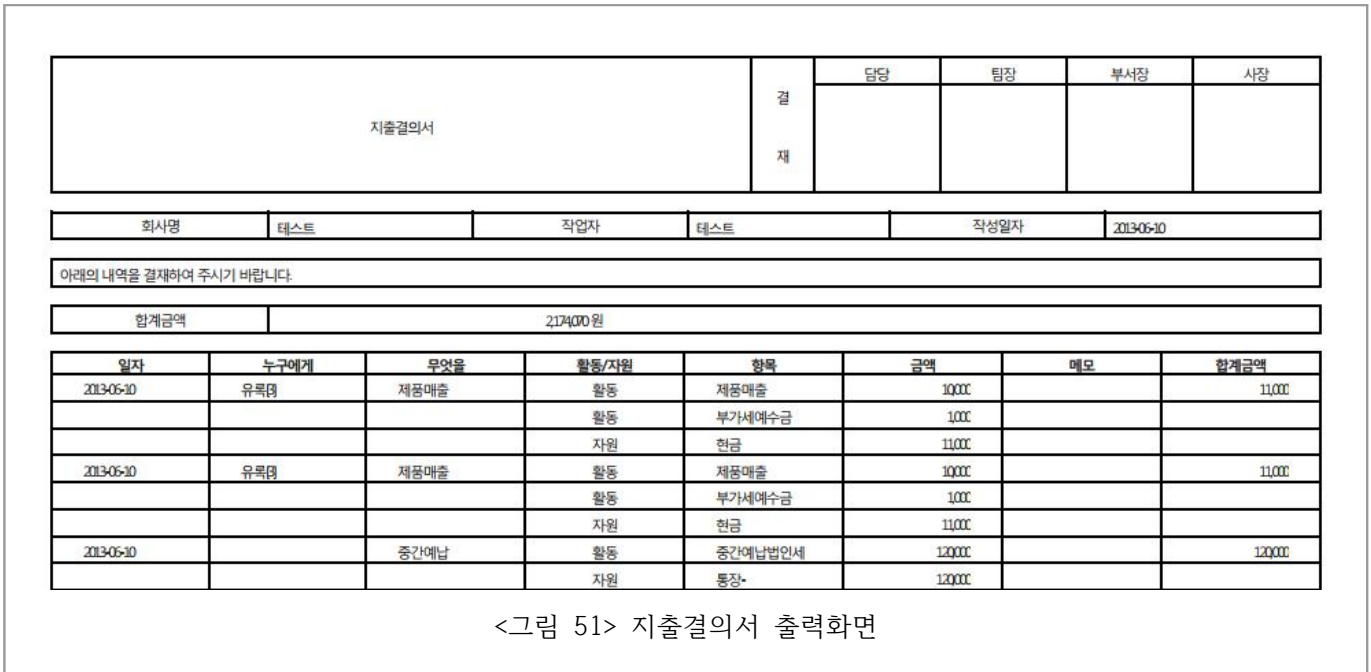 지출결의서
결재
담당 팀장 부서장 사장
회사명 테스트 작업자 테스트 작성일자 2013-06-10
아래의 내역을 결재하여 주시기 바랍니다.
합계금액 2,174,070 원
일자 누구에게 무엇을 활동/자원 항목 금액 메모 합계금액
2013-06-10 유록[3] 제품매출 활동 제품매출 10,000 11,000
활동 부가세예수금 1,000
자원 현금 11,000
2013-06-10 유록[3] 제품매출 활동 제품매출 10,000 11,000
활동 부가세예수금 1,000
자원 현금 11,000
2013-06-10 중간예납 활동 중간예납법인세 120,000 120,000
자원 통장- 120,000
<그림 51> 지출결의서 출력화면